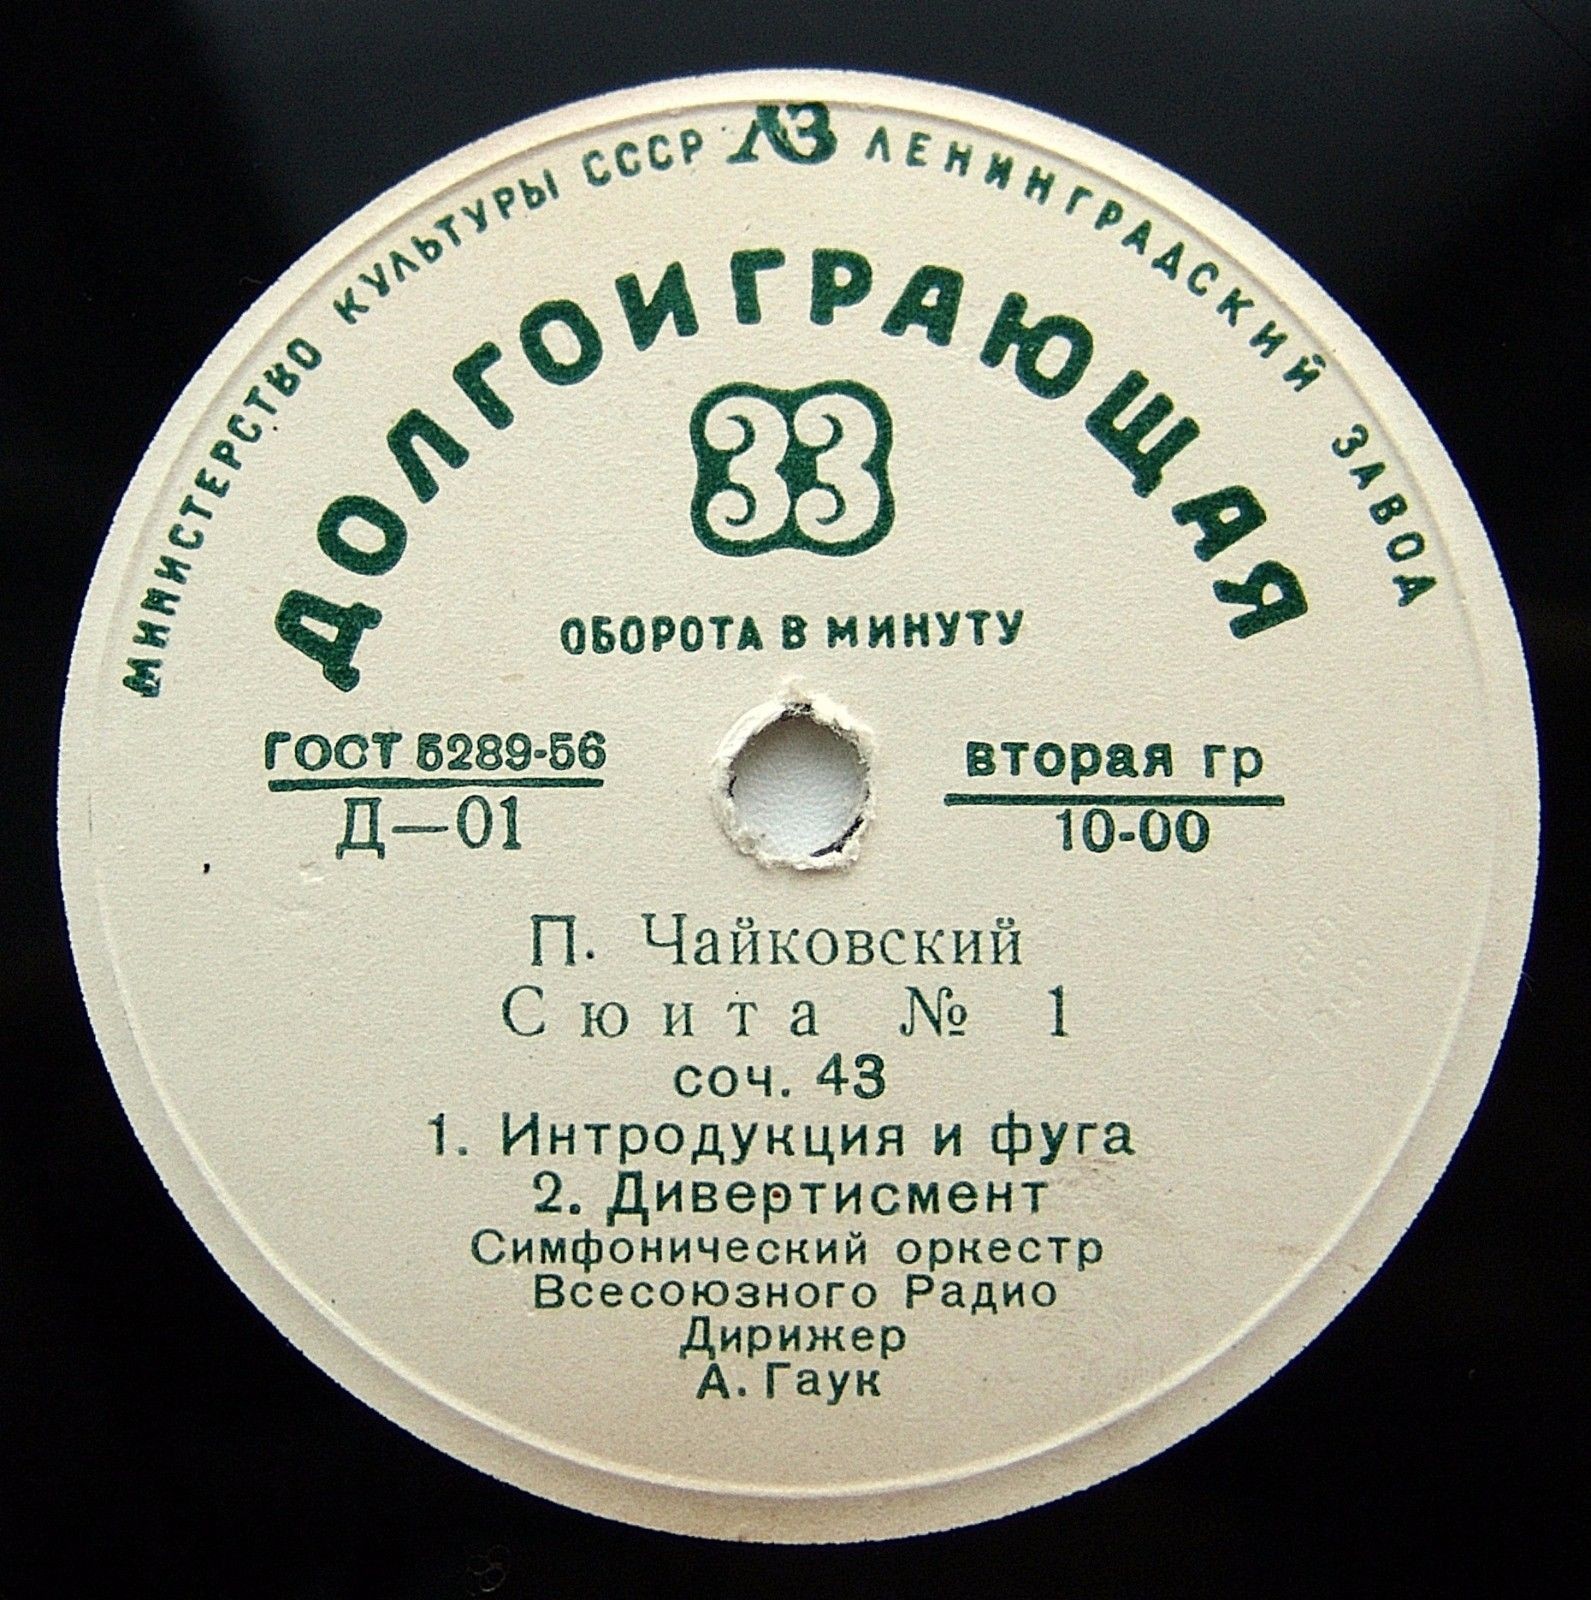 МИНИСТЕРСТВО КУЛЬТУРЫ СССР ЛЗ ЛЕНИНГРАДСКИЙ ЗАВОД
ДОЛГОИГРАЮЩАЯ
33
ОБОРОТА В МИНУТУ
ГОСТ 5289-56
Д—01
вторая гр
10-00
П. Чайковский
Сюита № 1
соч. 43
1. Интродукция и фуга
2. Дивертисмент
Симфонический оркестр
Всесоюзного Радио
Дирижер
А. Гаук